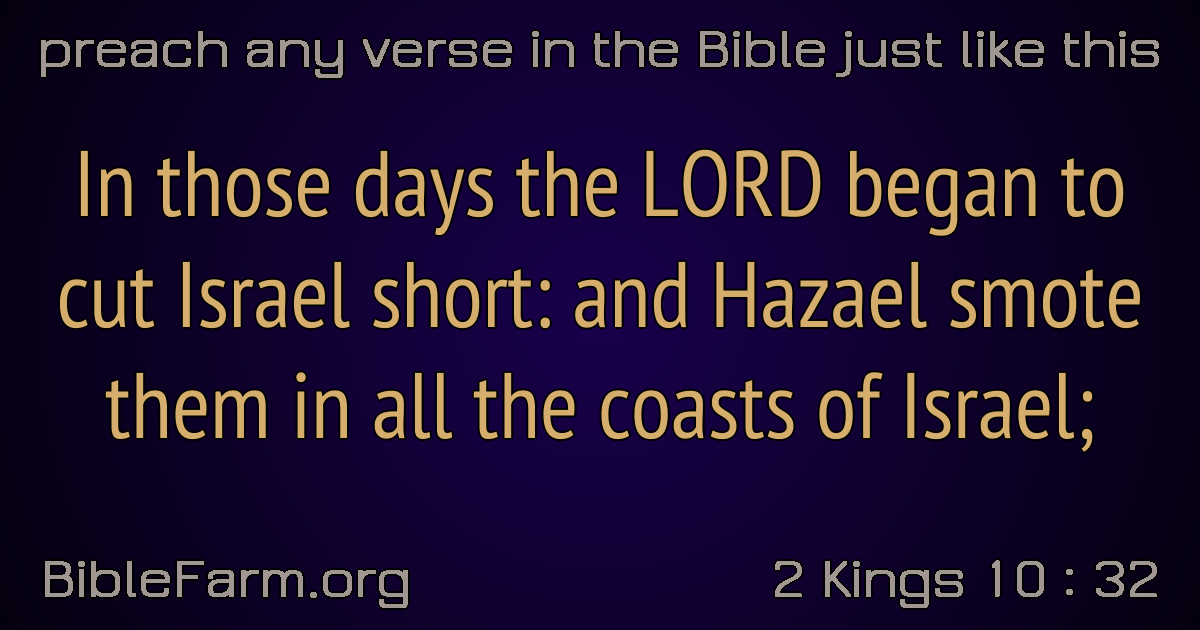 preach any verse in the Bible just like this
In those days the LORD began to
cut Israel short: and Hazael smote
them in all the coasts of Israel;
BibleFarm.org
2 Kings 10 : 32